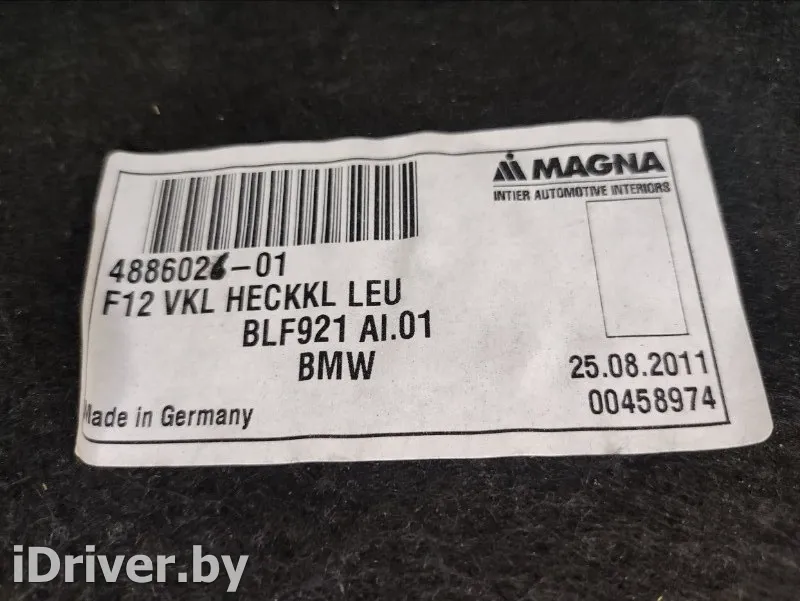 MAGNA
INTIER AUTOMOTIVE INTERIORS
4886026-01
F12 VKL HECKKL LEU
BLF921 AI.01
BMW
25.08.2011
00458974
Made in Germany
iDriver.by